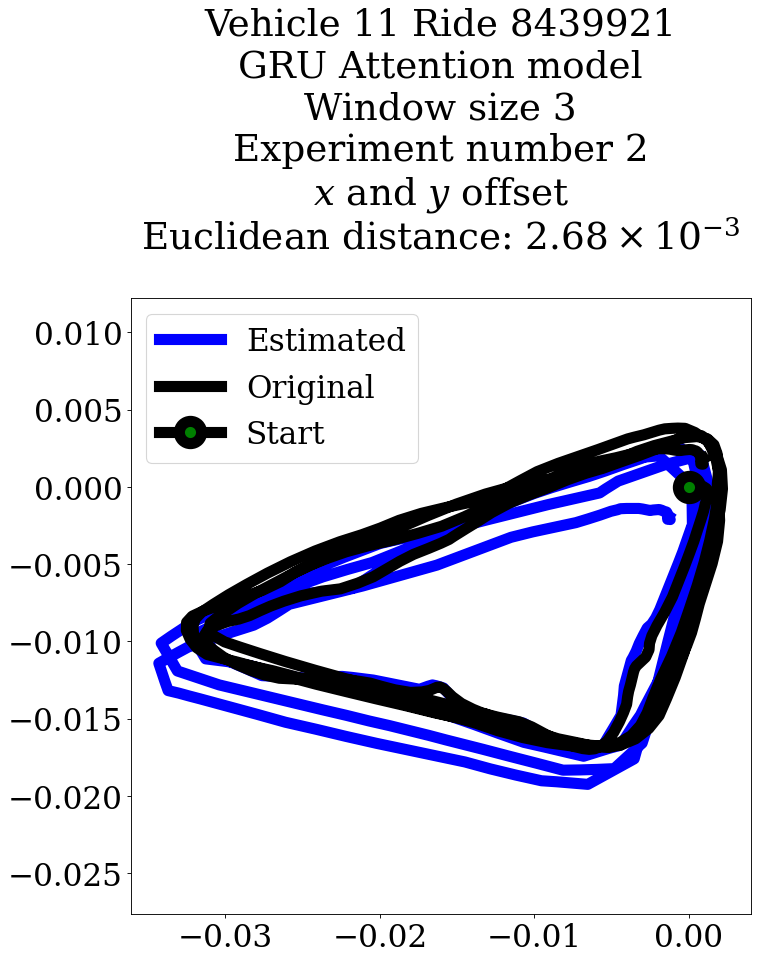 Vehicle 11 Ride 8439921
GRU Attention model
Window size 3
Experiment number 2
x and y offset
Euclidean distance: 2.68 × 10⁻³
Estimated
Original
Start
0.010
0.005
0.000
−0.005
−0.010
−0.015
−0.020
−0.025
−0.03
−0.02
−0.01
0.00